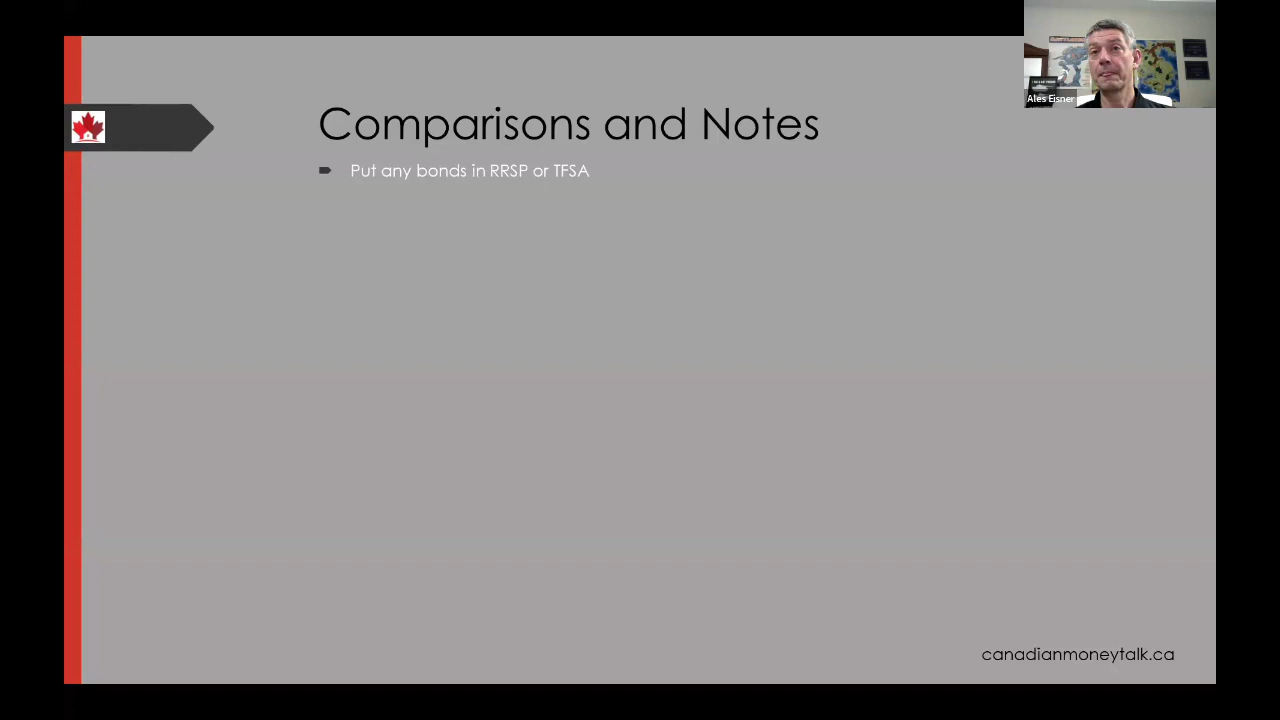 Ales Eisner
Comparisons and Notes
Put any bonds in RRSP or TFSA
canadianmoneytalk.ca